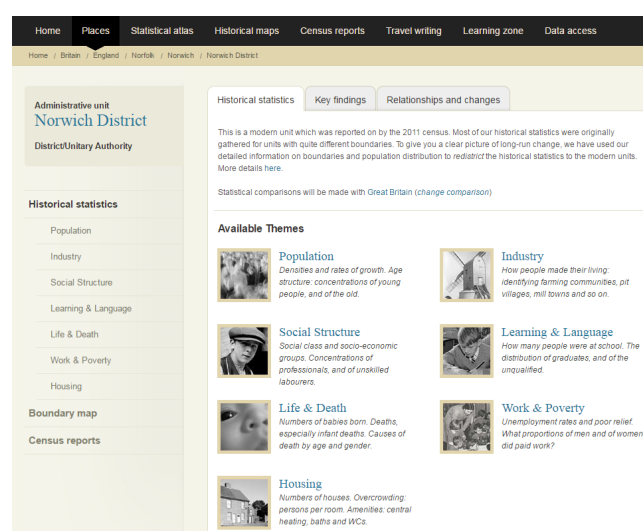 Home Places Statistical atlas Historical maps Census reports Travel writing Learning zone Data access
Home / Britain / England / Norfolk / Norwich / Norwich District
Administrative unit
Norwich District
District/Unitary Authority
Historical statistics
Population
Industry
Social Structure
Learning & Language
Life & Death
Work & Poverty
Housing
Boundary map
Census reports
Historical statistics Key findings Relationships and changes
This is a modern unit which was reported on by the 2011 census. Most of our historical statistics were originally
gathered for units with quite different boundaries. To give you a clear picture of long-run change, we have used our
detailed information on boundaries and population distribution to redistrict the historical statistics to the modern units.
More details here.
Statistical comparisons will be made with Great Britain (change comparison)
Available Themes
Population
Densities and rates of growth. Age
structure: concentrations of young
people, and of the old.
Industry
How people made their living:
identifying farming communities, pit
villages, mill towns and so on.
Social Structure
Social class and socio-economic
groups. Concentrations of
professionals, and of unskilled
labourers.
Learning & Language
How many people were at school. The
distribution of graduates, and of the
unqualified.
Life & Death
Numbers of babies born. Deaths,
especially infant deaths. Causes of
death by age and gender.
Work & Poverty
Unemployment rates and poor relief.
What proportions of men and of women
did paid work?
Housing
Numbers of houses. Overcrowding:
persons per room. Amenities: central
heating, baths and WCs.